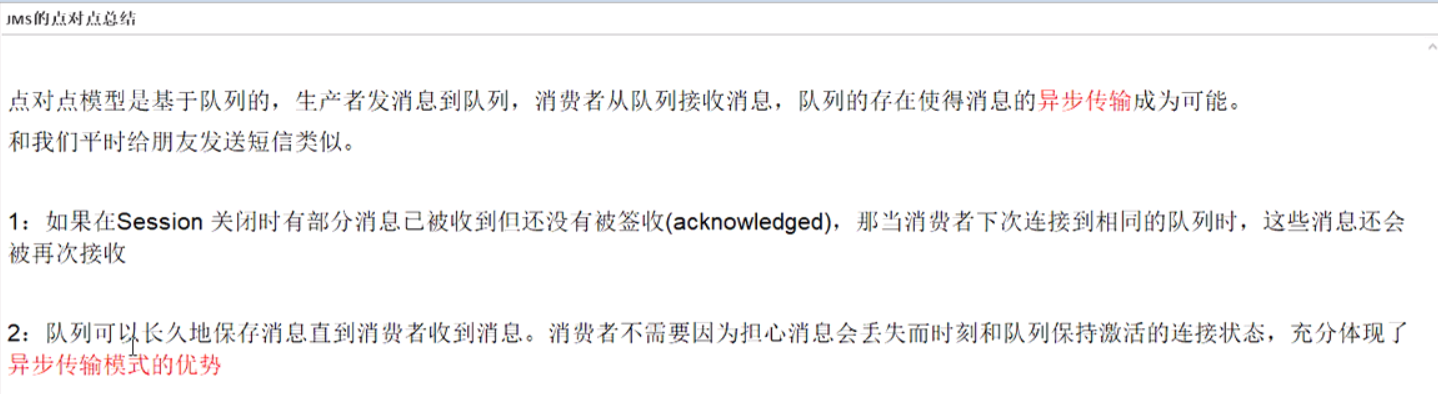 JMS的点对点总结
点对点模型是基于队列的，生产者发消息到队列，消费者从队列接收消息，队列的存在使得消息的异步传输成为可能。
和我们平时给朋友发送短信类似。
1：如果在Session 关闭时有部分消息已被收到但还没有被签收(acknowledged)，那当消费者下次连接到相同的队列时，这些消息还会
被再次接收
2：队列可以长久地保存消息直到消费者收到消息。消费者不需要因为担心消息会丢失而时刻和队列保持激活的连接状态，充分体现了
异步传输模式的优势